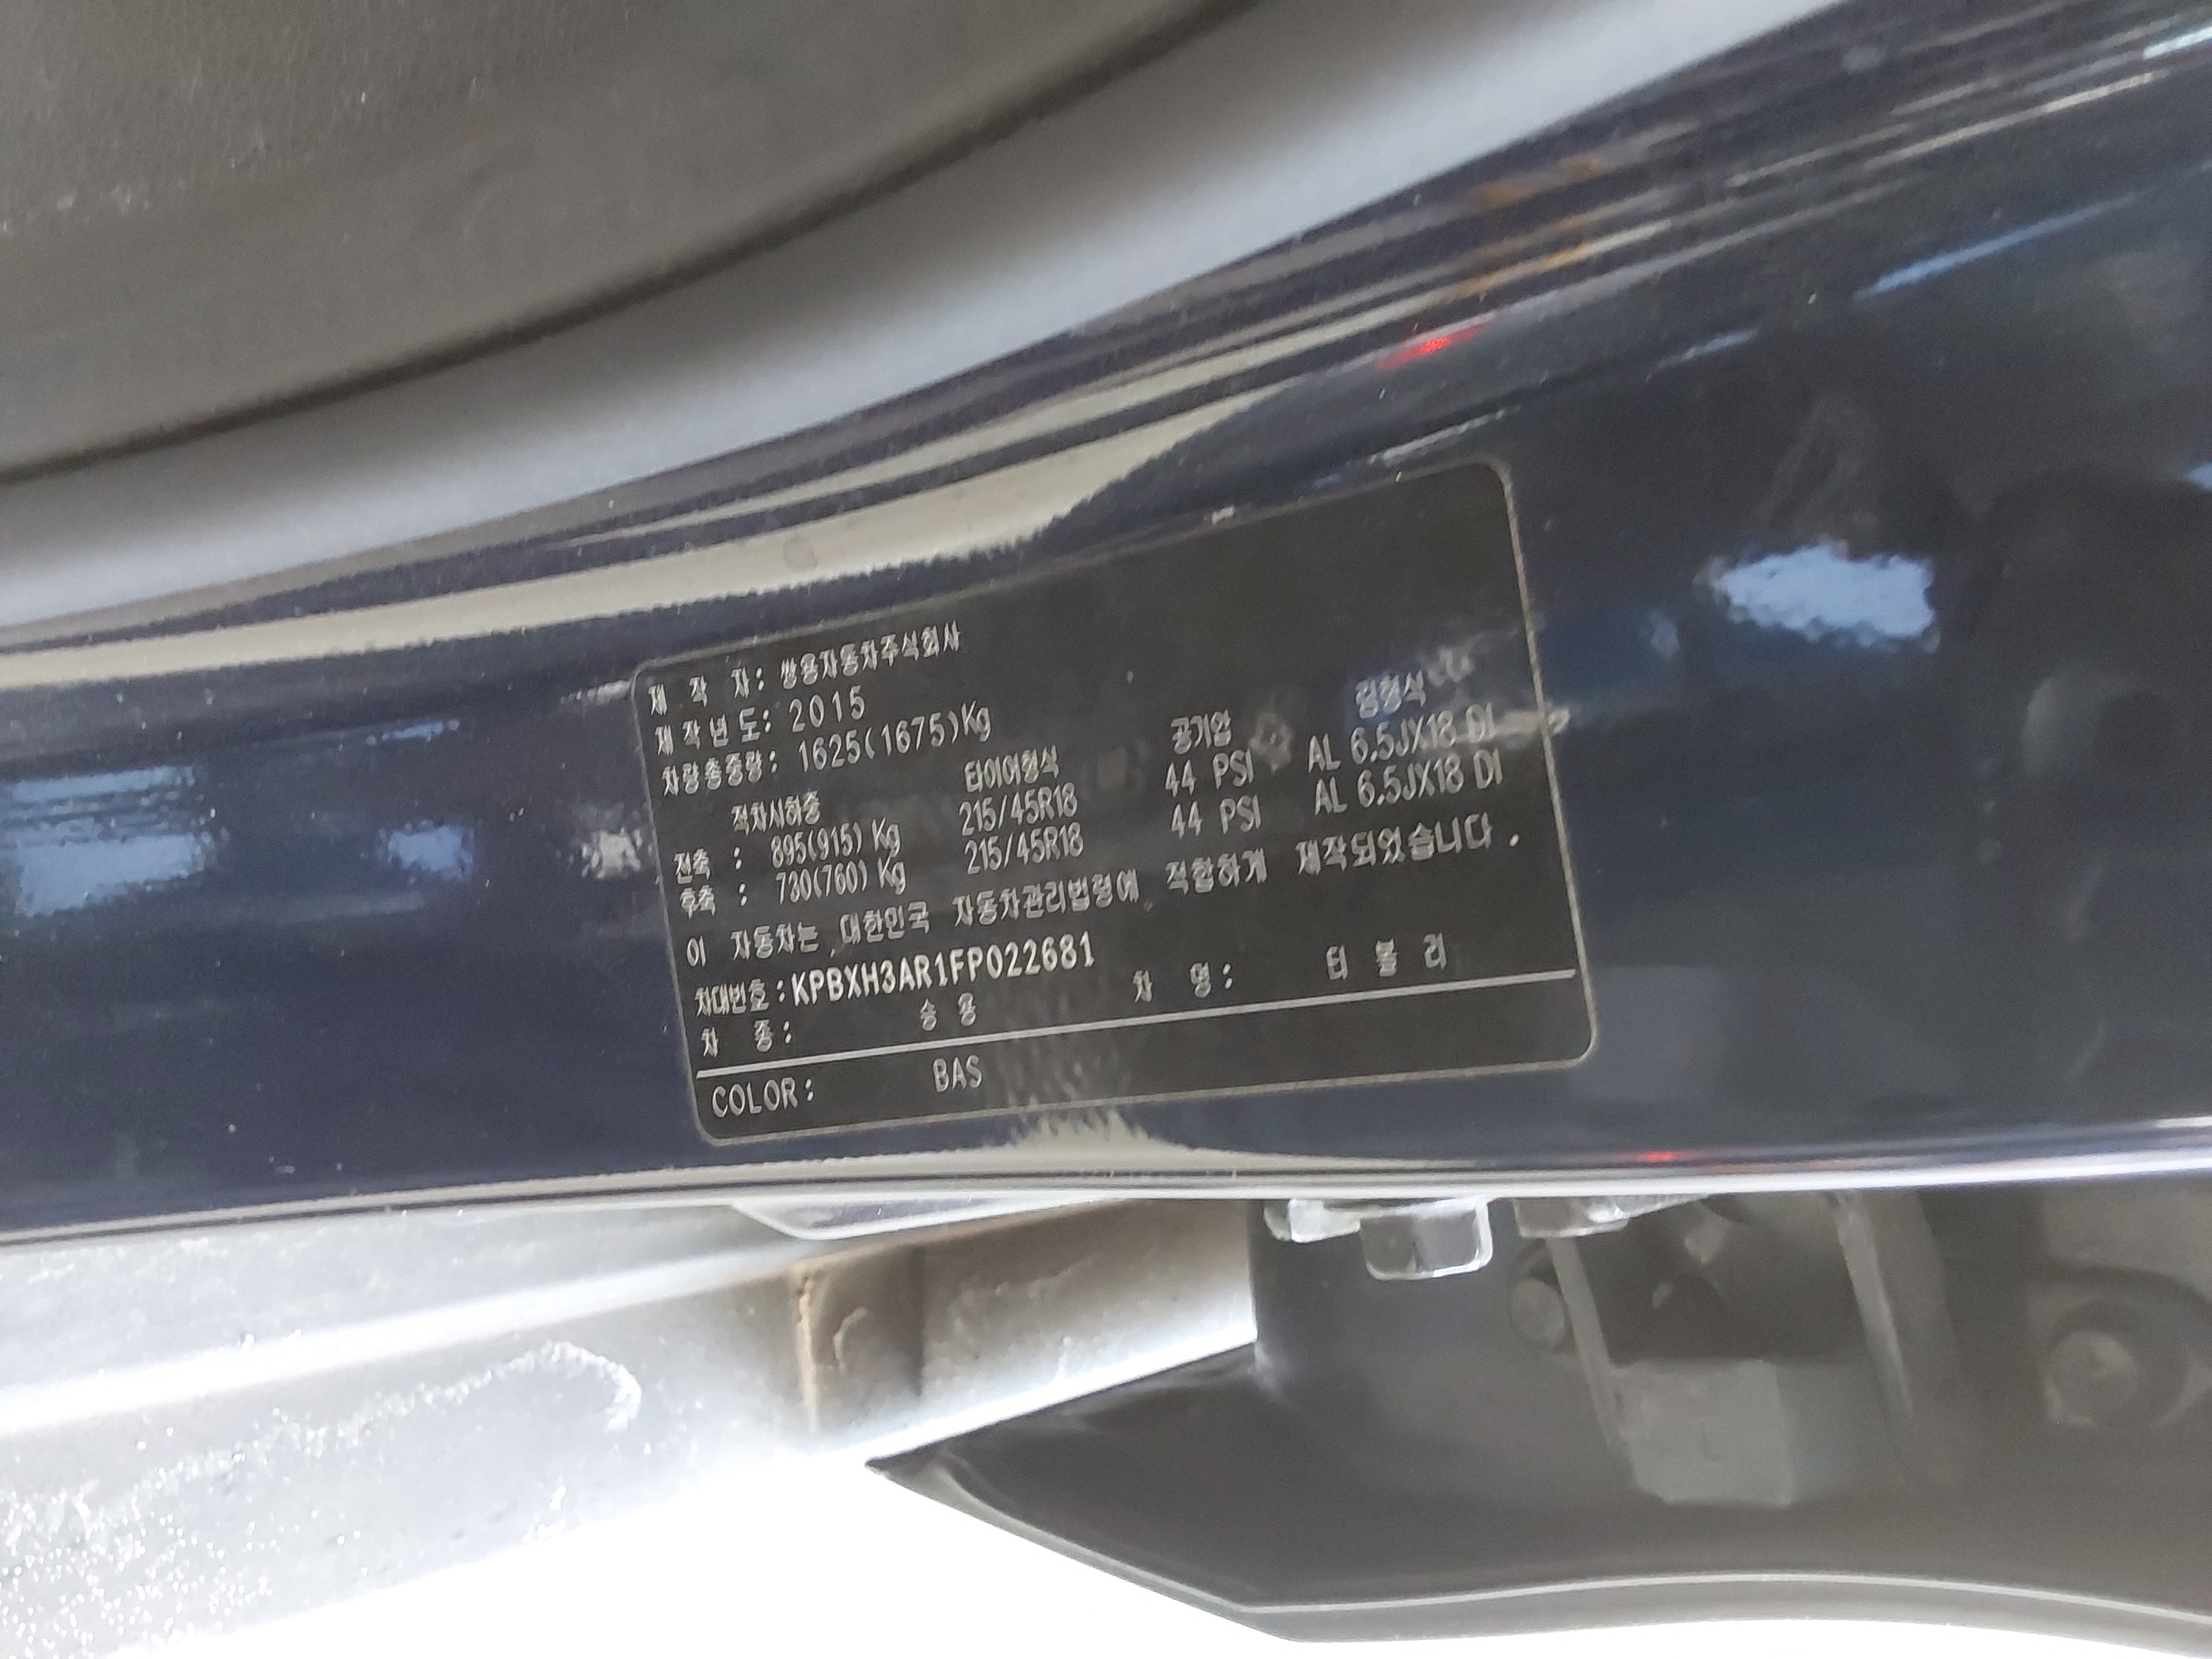 제 작 자: 쌍용자동차주식회사
제작년도: 2015
차량총중량: 1625(1675)Kg
적차시하중 타이어형식 공기압 림형식
전축 : 895(915) Kg 215/45R18 44 PSI AL 6.5JX18 DI
후축 : 730(760) Kg 215/45R18 44 PSI AL 6.5JX18 DI
이 자동차는 대한민국 자동차관리법령에 적합하게 제작되었습니다.
차대번호:KPBXH3AR1FP022681
차 종: 승 용 차 명: 티 볼 리
COLOR: BAS